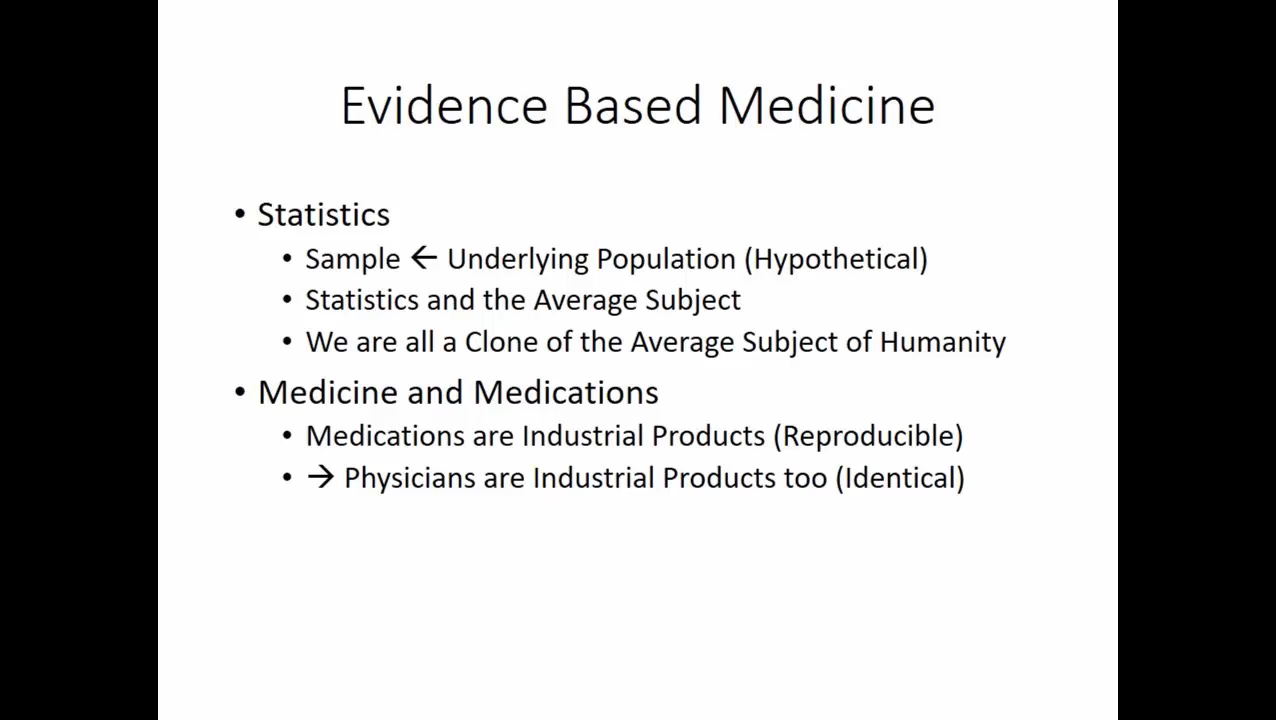 Evidence Based Medicine
• Statistics
• Sample ← Underlying Population (Hypothetical)
• Statistics and the Average Subject
• We are all a Clone of the Average Subject of Humanity
• Medicine and Medications
• Medications are Industrial Products (Reproducible)
• → Physicians are Industrial Products too (Identical)